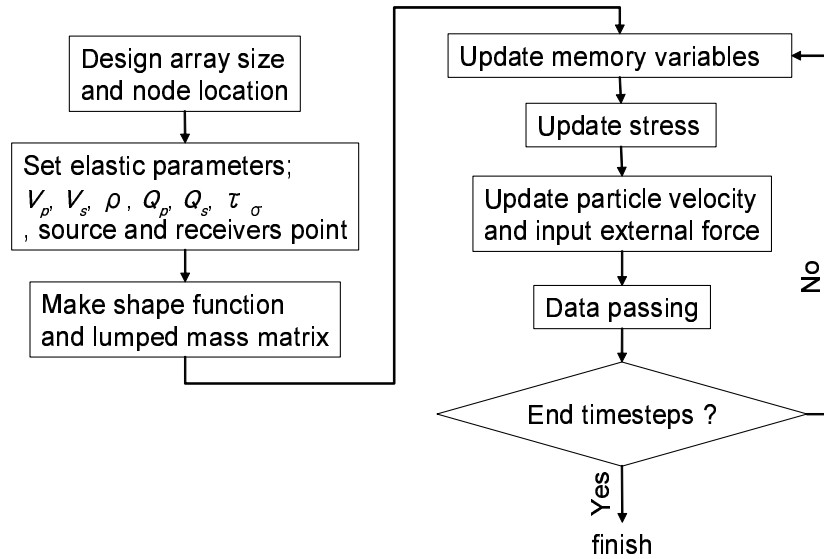 Design array size
and node location
Set elastic parameters;
Vp, Vs, ρ, Qp, Qs, τσ
, source and receivers point
Make shape function
and lumped mass matrix
Update memory variables
Update stress
Update particle velocity
and input external force
Data passing
End timesteps ?
No
Yes
finish